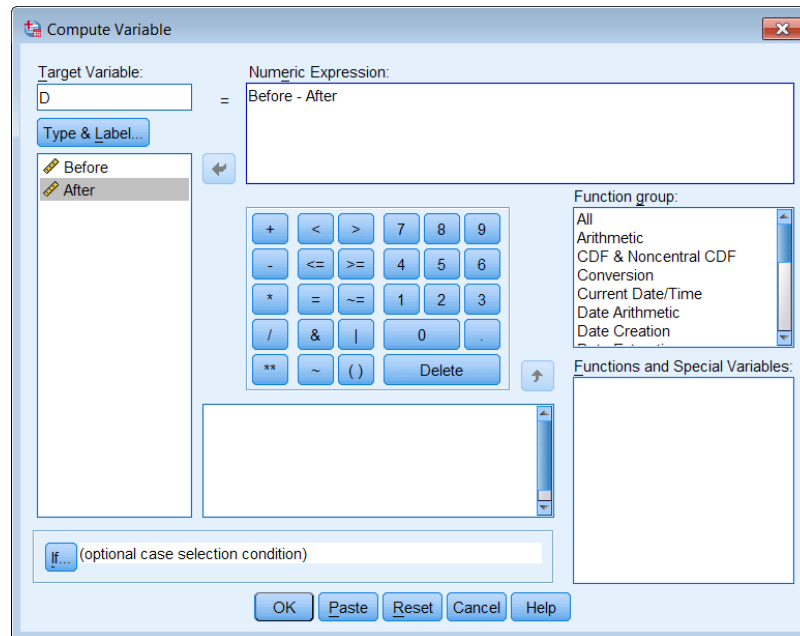 Compute Variable
Target Variable:
Numeric Expression:
D
=
Before - After
Type & Label...
Before
After
+ < > 7 8 9
- <= >= 4 5 6
* = ~= 1 2 3
/ & | 0 .
** ~ ( ) Delete
Function group:
All
Arithmetic
CDF & Noncentral CDF
Conversion
Current Date/Time
Date Arithmetic
Date Creation
Functions and Special Variables:
If... (optional case selection condition)
OK Paste Reset Cancel Help